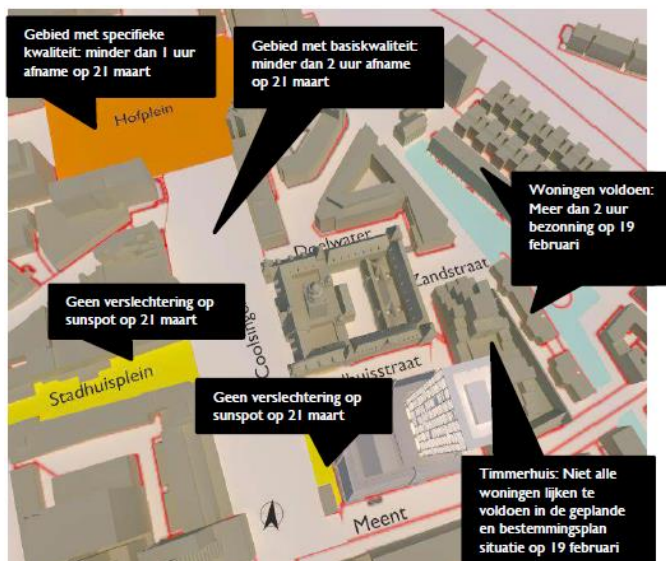 Gebied met specifieke
kwaliteit: minder dan 1 uur
afname op 21 maart
Gebied met basiskwaliteit:
minder dan 2 uur afname
op 21 maart
Hofplein
Woningen voldoen:
Meer dan 2 uur
bezonning op 19
februari
Doelwater
Zandstraat
Geen verslechtering op
sunspot op 21 maart
Coolsingel
Stadhuisplein
dhuisstraat
Geen verslechtering op
sunspot op 21 maart
Timmerhuis: Niet alle
woningen lijken te
voldoen in de geplande
en bestemmingsplan
situatie op 19 februari
Meent